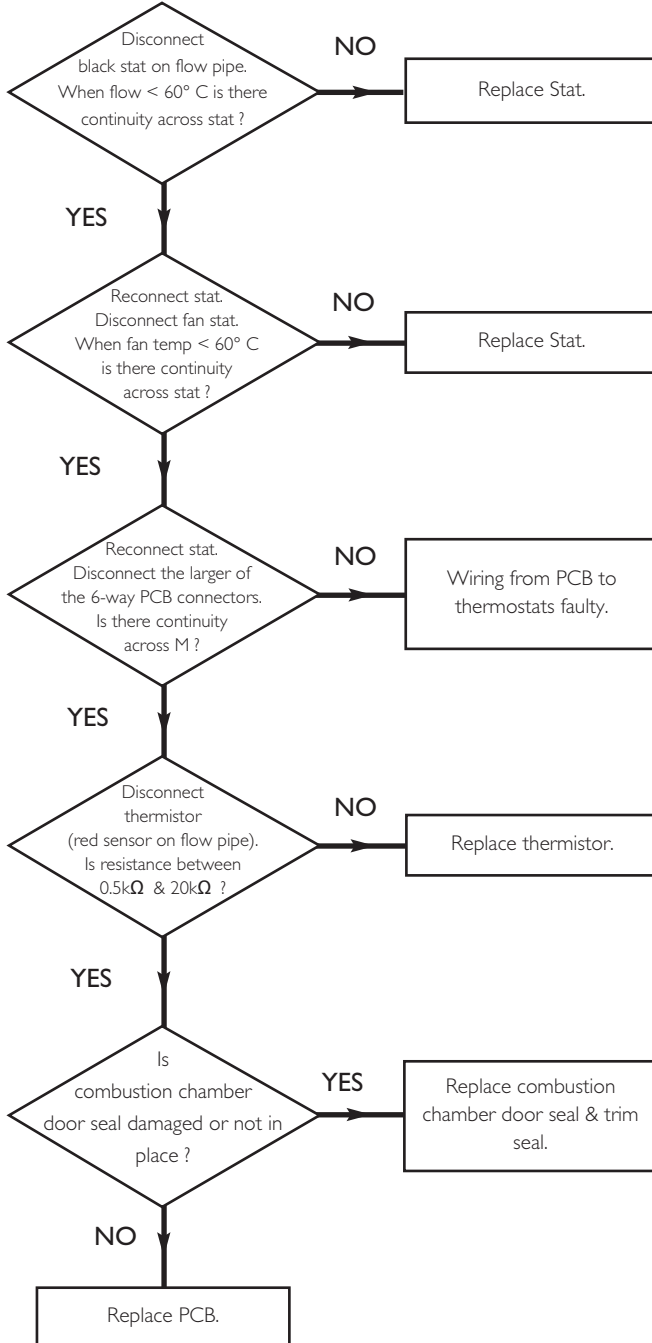 Disconnect
black stat on flow pipe.
When flow < 60° C is there
continuity across stat ?
NO
Replace Stat.
YES
Reconnect stat.
Disconnect fan stat.
When fan temp < 60° C
is there continuity
across stat ?
NO
Replace Stat.
YES
Reconnect stat.
Disconnect the larger of
the 6-way PCB connectors.
Is there continuity
across M ?
NO
Wiring from PCB to
thermostats faulty.
YES
Disconnect
thermistor
(red sensor on flow pipe).
Is resistance between
0.5kΩ & 20kΩ ?
NO
Replace thermistor.
YES
Is
combustion chamber
door seal damaged or not in
place ?
YES
Replace combustion
chamber door seal & trim
seal.
NO
Replace PCB.